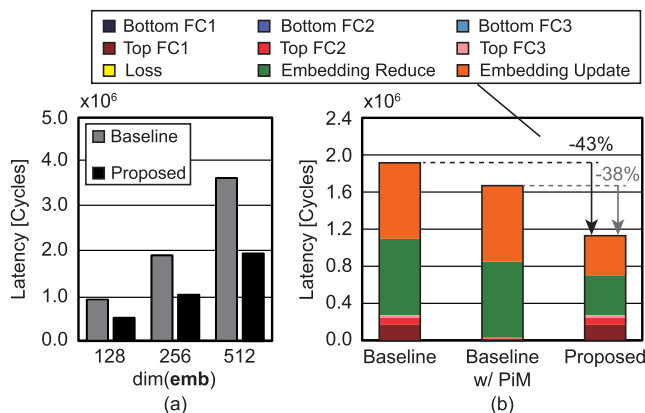 Bottom FC1 Bottom FC2 Bottom FC3
Top FC1 Top FC2 Top FC3
Loss Embedding Reduce Embedding Update
x10⁶
5.0
4.0
3.0
2.0
1.0
0.0
Latency [Cycles]
Baseline
Proposed
128 256 512
dim(emb)
(a)
x10⁶
2.4
2.0
1.6
1.2
0.8
0.4
0.0
Latency [Cycles]
-43%
-38%
Baseline Baseline Proposed
w/ PiM
(b)